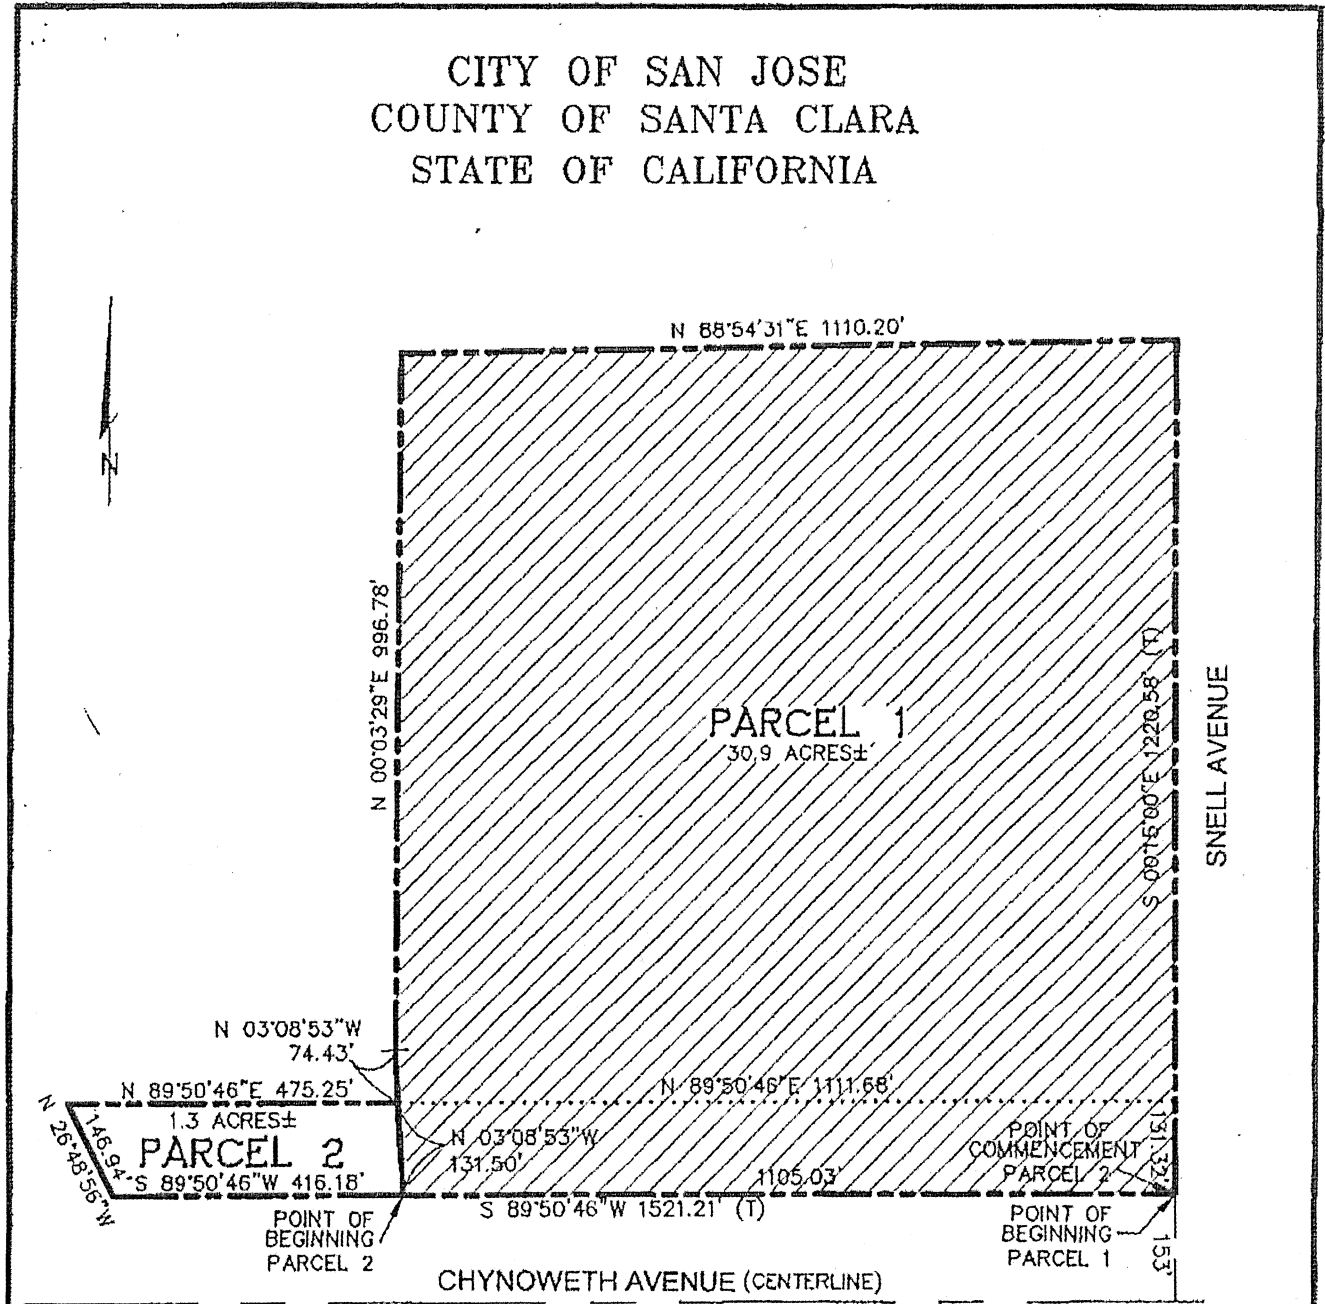 CITY OF SAN JOSE
COUNTY OF SANTA CLARA
STATE OF CALIFORNIA
N 88°54'31"E 1110.20'
N
N 00°03'29"E 996.78'
PARCEL 1
30.9 ACRES±
S 00°15'00"E 1220.58' (T)
SNELL AVENUE
N 03°08'53"W
74.43'
N 89°50'46"E 475.25'
N 89°50'46"E 1111.68'
N 26°48'56"W
146.94'
1.3 ACRES±
PARCEL 2
S 89°50'46"W 416.18'
N 03°08'53"W
131.50'
POINT OF
COMMENCEMENT
PARCEL 2
131.32'
1105.03'
S 89°50'46"W 1521.21' (T)
POINT OF
BEGINNING
PARCEL 2
POINT OF
BEGINNING
PARCEL 1
153'
CHYNOWETH AVENUE (CENTERLINE)